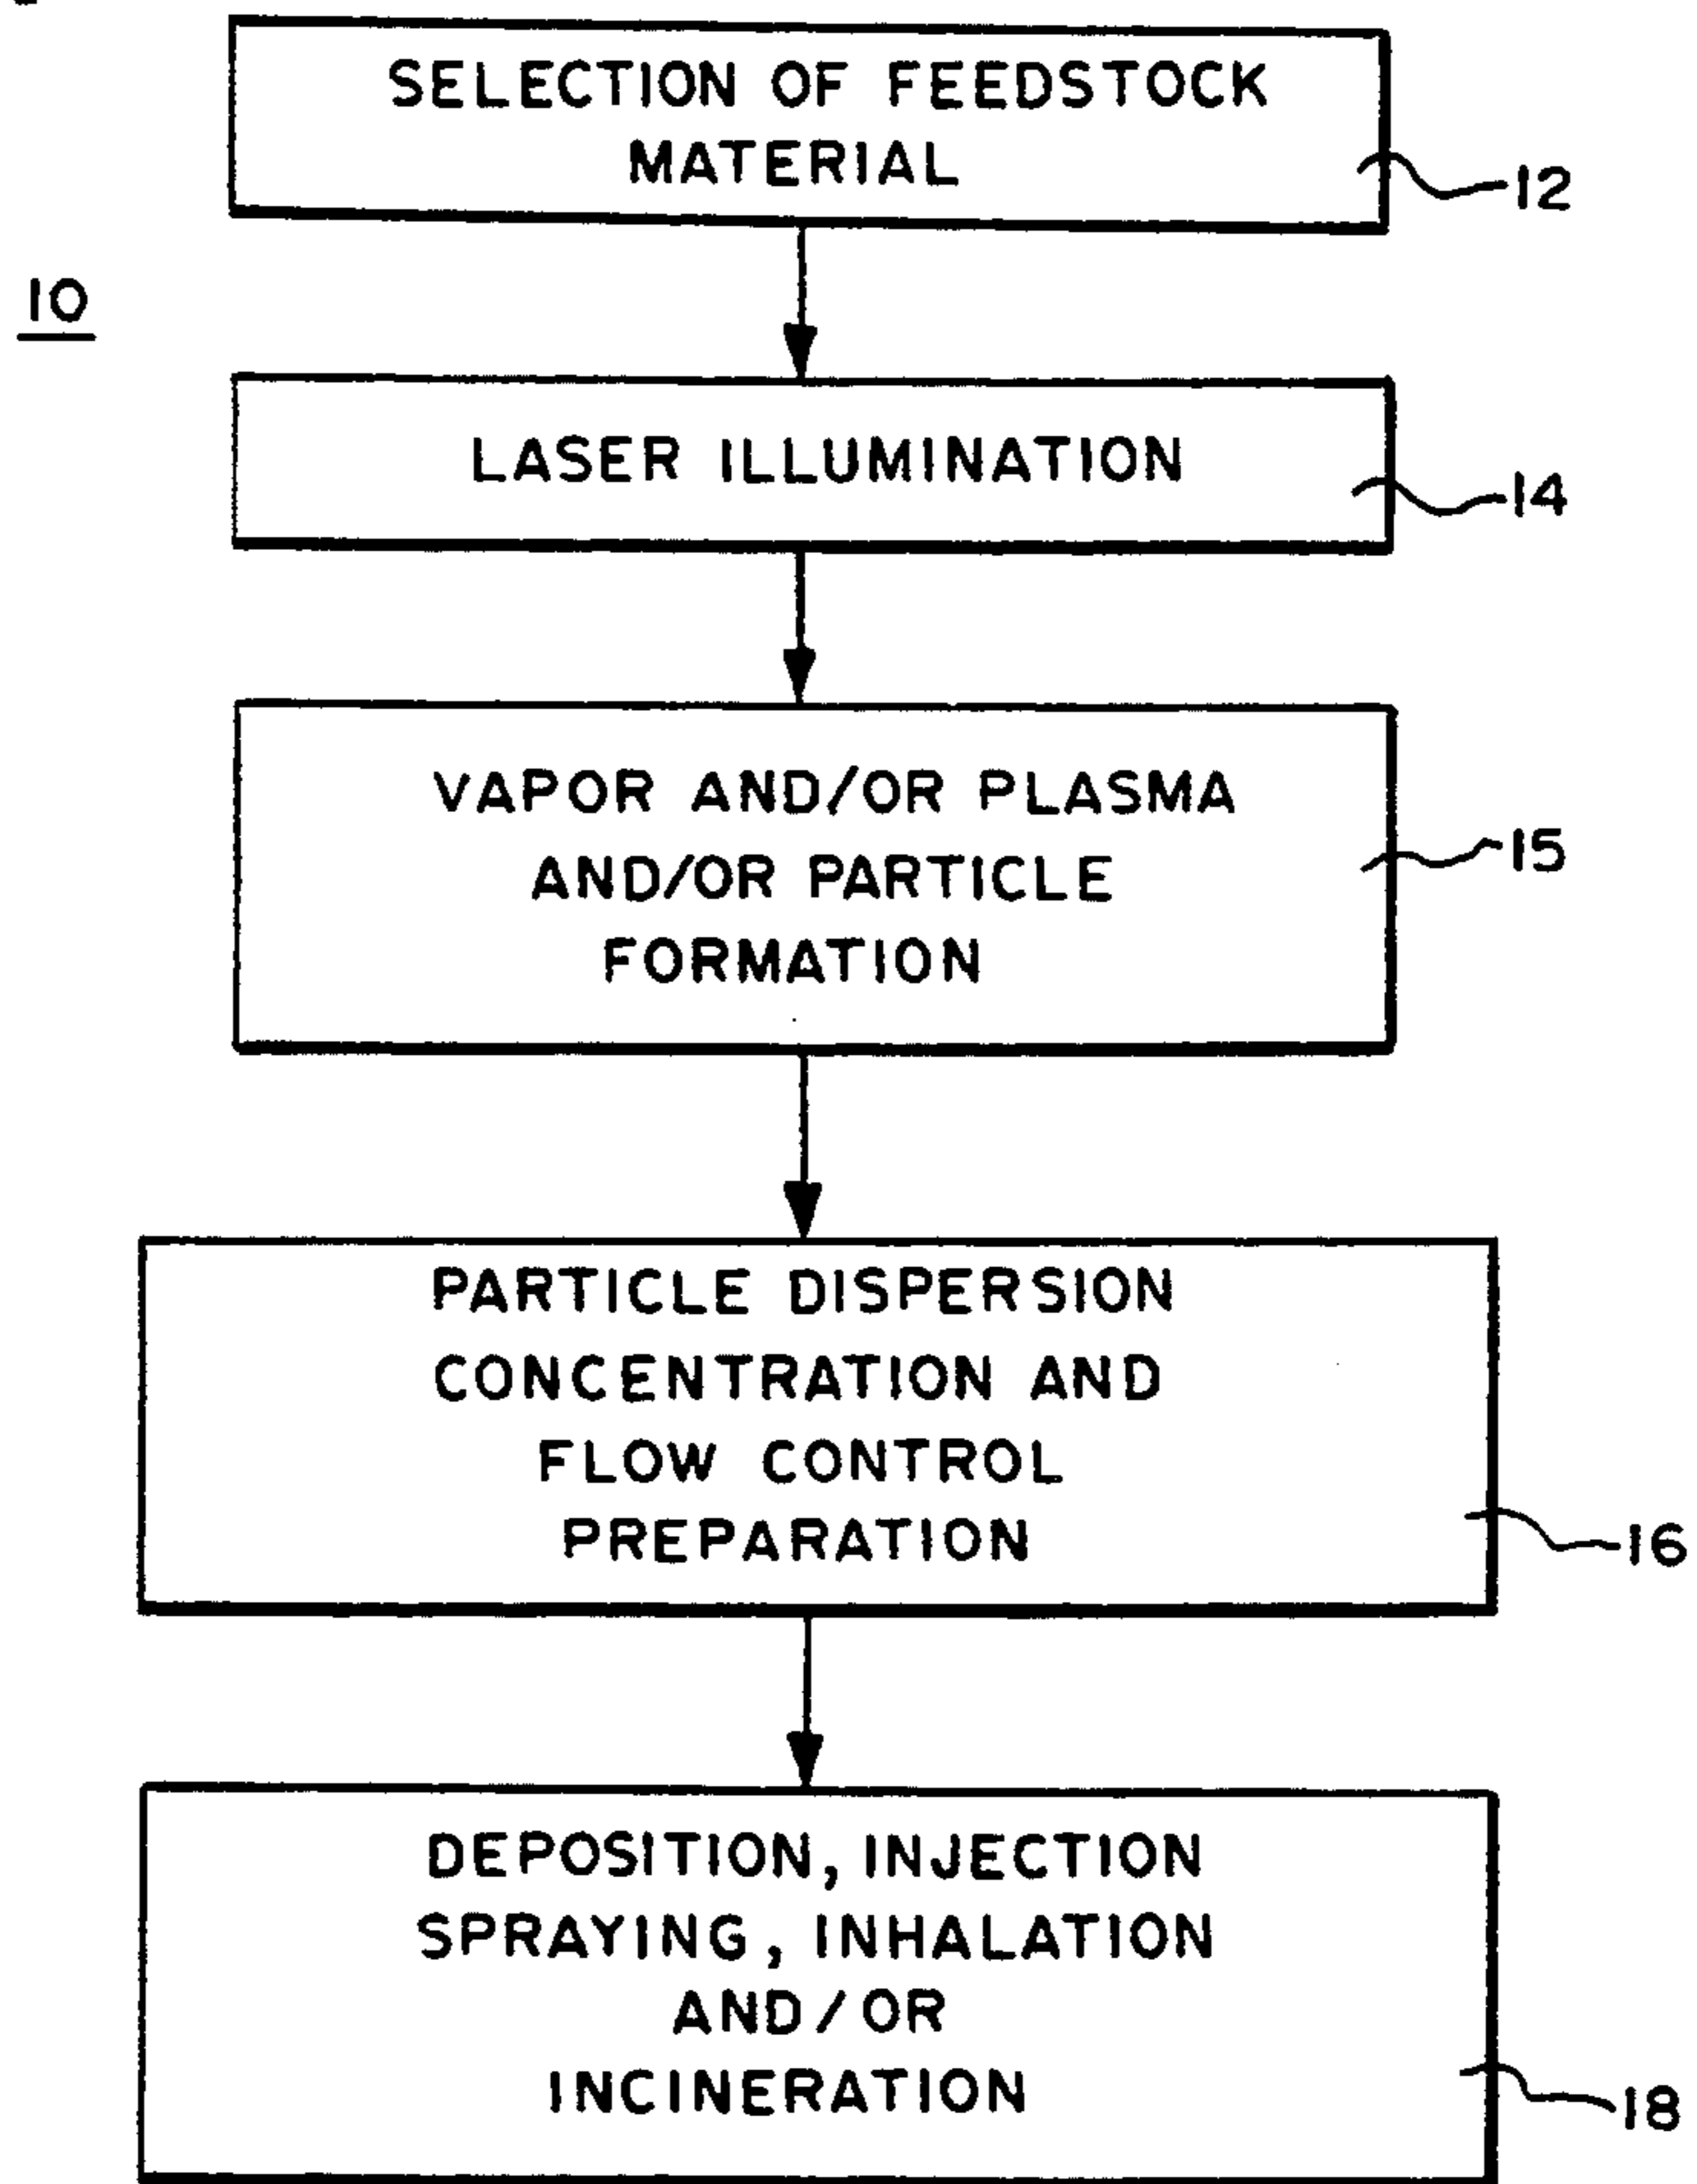 SELECTION OF FEEDSTOCK
MATERIAL
12
10
LASER ILLUMINATION
14
VAPOR AND/OR PLASMA
AND/OR PARTICLE
FORMATION
15
PARTICLE DISPERSION
CONCENTRATION AND
FLOW CONTROL
PREPARATION
16
DEPOSITION, INJECTION
SPRAYING, INHALATION
AND/OR
INCINERATION
18